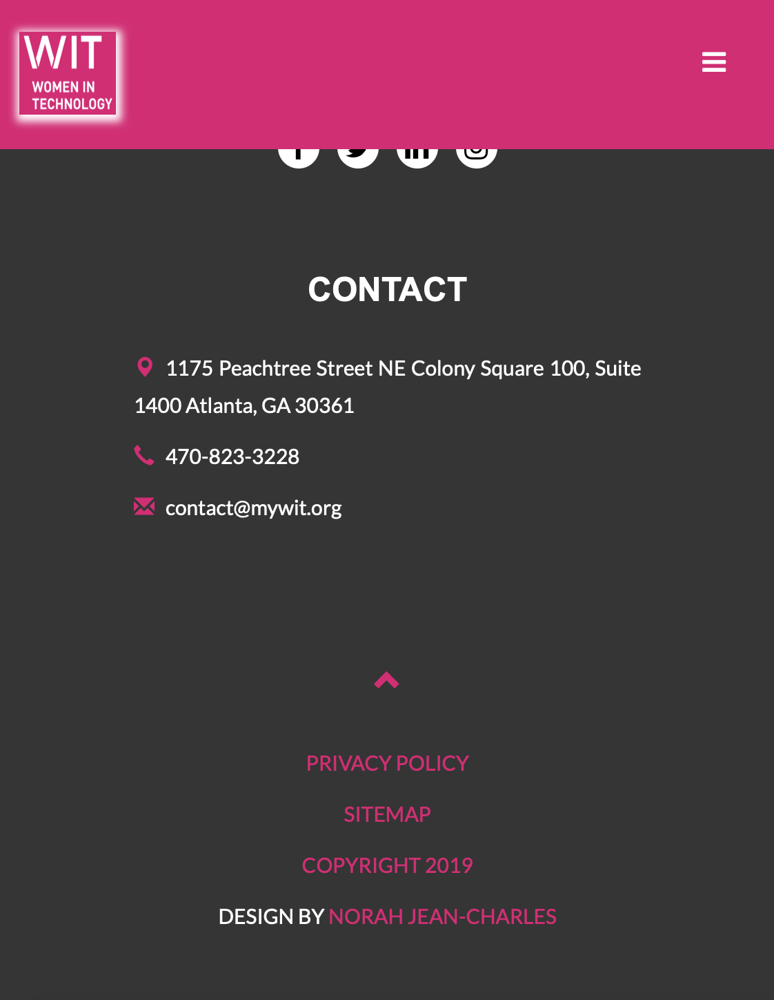 WIT
WOMEN IN
TECHNOLOGY
CONTACT
1175 Peachtree Street NE Colony Square 100, Suite
1400 Atlanta, GA 30361
470-823-3228
contact@mywit.org
PRIVACY POLICY
SITEMAP
COPYRIGHT 2019
DESIGN BY NORAH JEAN-CHARLES